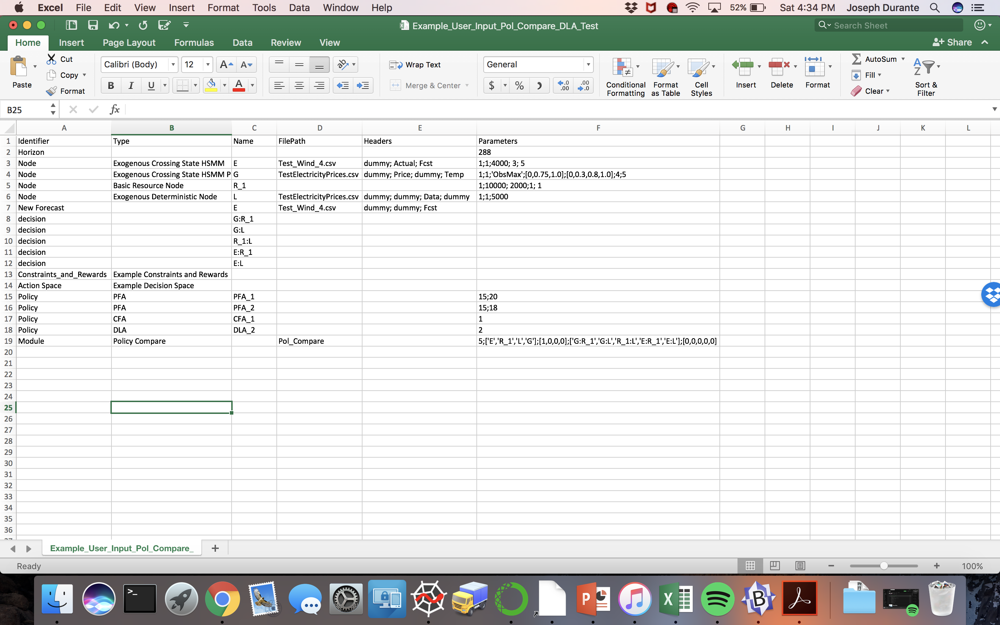 Excel File Edit View Insert Format Tools Data Window Help 52% Sat 4:34 PM Joseph Durante
Example_User_Input_Pol_Compare_DLA_Test Search Sheet
Home Insert Page Layout Formulas Data Review View Share
Paste Cut Copy Format
Calibri (Body) 12 A A
B I U A
ab Wrap Text
Merge & Center
General
$ % .0 .00 .00 .0
Conditional Formatting
Format as Table
Cell Styles
Insert Delete Format
AutoSum
Fill
Clear
A Z
Sort & Filter
B25 fx
A B C D E F G H I J K L
1 Identifier Type Name FilePath Headers Parameters
2 Horizon 288
3 Node Exogenous Crossing State HSMM E Test_Wind_4.csv dummy; Actual; Fcst 1;1;4000; 3; 5
4 Node Exogenous Crossing State HSMM P G TestElectricityPrices.csv dummy; Price; dummy; Temp 1;1;'ObsMax';[0,0.75,1.0];[0,0.3,0.8,1.0];4;5
5 Node Basic Resource Node R_1 1;10000; 2000;1; 1
6 Node Exogenous Deterministic Node L TestElectricityPrices.csv dummy; dummy; Data; dummy 1;1;5000
7 New Forecast E Test_Wind_4.csv dummy; dummy; Fcst
8 decision G:R_1
9 decision G:L
10 decision R_1:L
11 decision E:R_1
12 decision E:L
13 Constraints_and_Rewards Example Constraints and Rewards
14 Action Space Example Decision Space
15 Policy PFA PFA_1 15;20
16 Policy PFA PFA_2 15;18
17 Policy CFA CFA_1 1
18 Policy DLA DLA_2 2
19 Module Policy Compare Pol_Compare 5;['E','R_1','L','G'];[1,0,0,0];['G:R_1','G:L','R_1:L','E:R_1','E:L'];[0,0,0,0,0]
20
21
22
23
24
25
26
27
28
29
30
31
32
33
34
35
36
Example_User_Input_Pol_Compare_ +
Ready 100%
>_ P X B